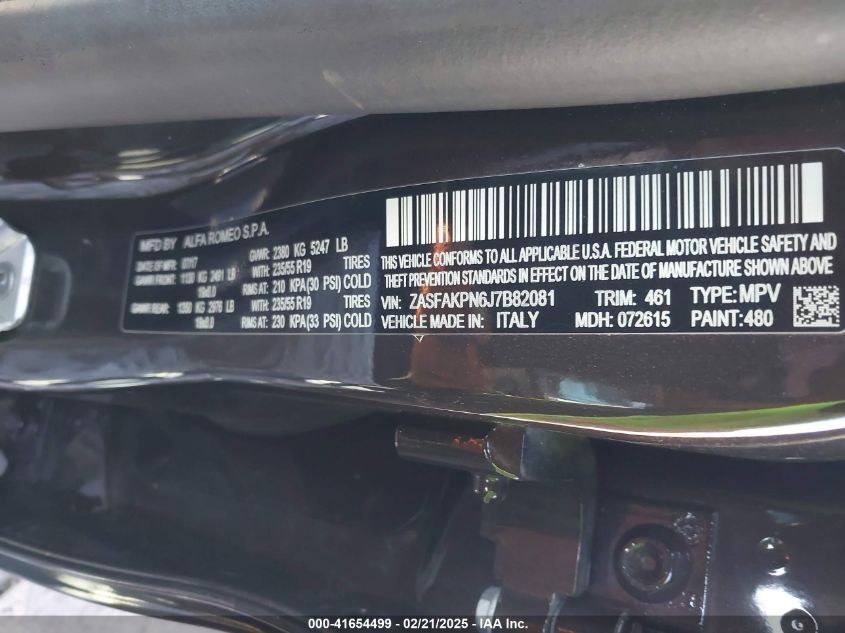 MFD BY ALFA ROMEO S.P.A.
DATE OF MFR 07/17 GVWR: 2380 KG 5247 LB
GAWR FRONT: 1130 KG 2491 LB WITH: 235/55 R19 TIRES
RIMS AT: 210 KPA (30 PSI) COLD
GAWR REAR: 1350 KG 2976 LB WITH: 235/55 R19 TIRES
RIMS AT: 230 KPA(33 PSI) COLD
THIS VEHICLE CONFORMS TO ALL APPLICABLE U.S.A. FEDERAL MOTOR VEHICLE SAFETY AND
THEFT PREVENTION STANDARDS IN EFFECT ON THE DATE OF MANUFACTURE SHOWN ABOVE
VIN: ZASFAKPN6J7B82081 TRIM: 461 TYPE: MPV
VEHICLE MADE IN: ITALY MDH: 072615 PAINT:480
000-41654499 - 02/21/2025 - IAA Inc.